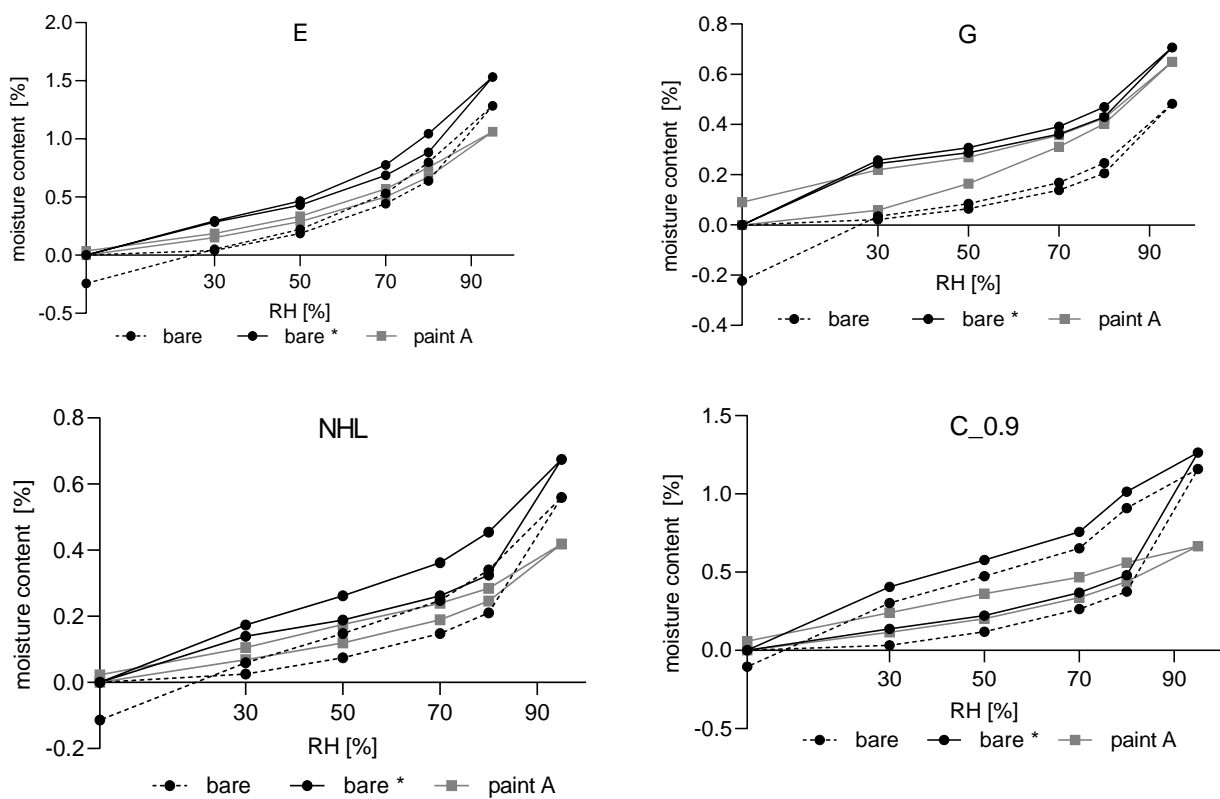 E
2.0
1.5
1.0
0.5
0.0
-0.5
moisture content [%]
30 50 70 90
RH [%]
bare bare * paint A
G
0.8
0.6
0.4
0.2
0.0
-0.2
-0.4
moisture content [%]
30 50 70 90
RH [%]
bare bare * paint A
NHL
0.8
0.6
0.4
0.2
0.0
-0.2
moisture content [%]
30 50 70 90
RH [%]
bare bare * paint A
C_0.9
1.5
1.0
0.5
0.0
-0.5
moisture content [%]
30 50 70 90
RH [%]
bare bare * paint A